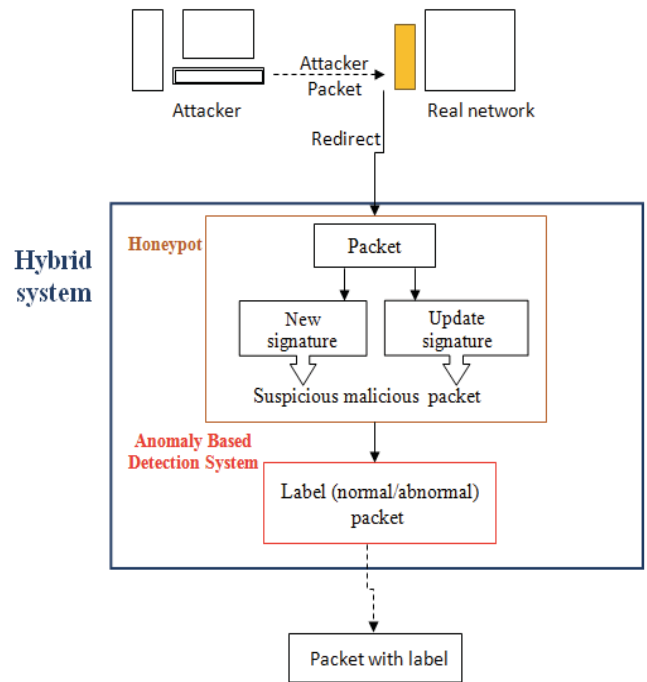 Attacker
Packet
Attacker
Real network
Redirect
Hybrid
system
Honeypot
Packet
New
signature
Update
signature
Suspicious malicious packet
Anomaly Based
Detection System
Label (normal/abnormal)
packet
Packet with label